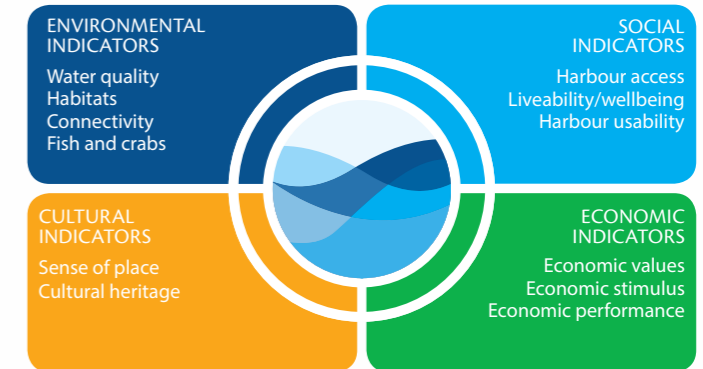 ENVIRONMENTAL
INDICATORS
Water quality
Habitats
Connectivity
Fish and crabs
SOCIAL
INDICATORS
Harbour access
Liveability/wellbeing
Harbour usability
CULTURAL
INDICATORS
Sense of place
Cultural heritage
ECONOMIC
INDICATORS
Economic values
Economic stimulus
Economic performance